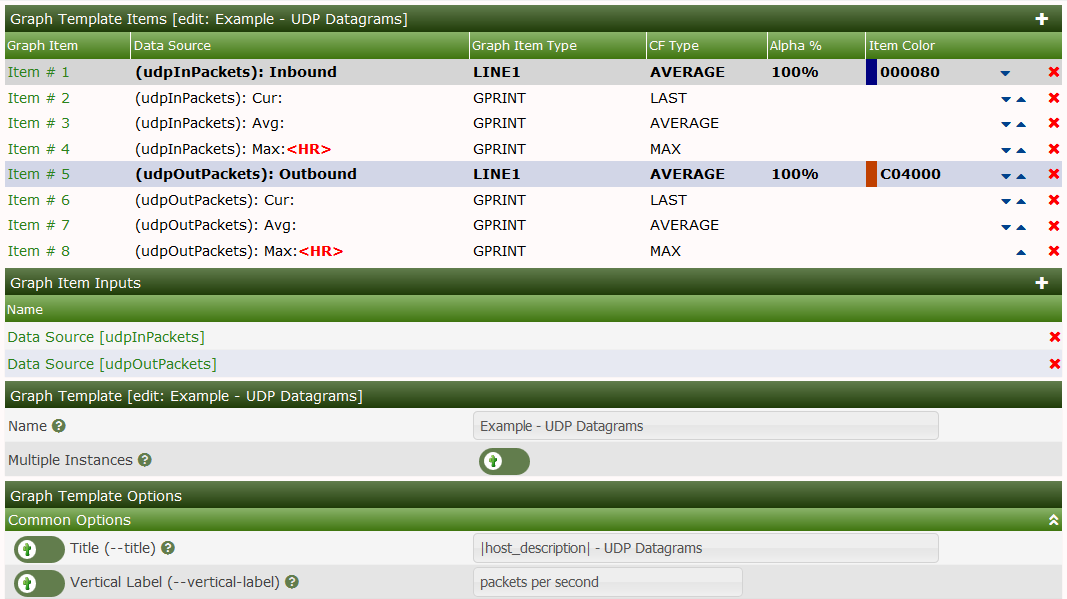 Graph Template Items [edit: Example - UDP Datagrams]
Graph Item Data Source Graph Item Type CF Type Alpha % Item Color
Item # 1 (udpInPackets): Inbound LINE1 AVERAGE 100% 000080
Item # 2 (udpInPackets): Cur: GPRINT LAST
Item # 3 (udpInPackets): Avg: GPRINT AVERAGE
Item # 4 (udpInPackets): Max:<HR> GPRINT MAX
Item # 5 (udpOutPackets): Outbound LINE1 AVERAGE 100% C04000
Item # 6 (udpOutPackets): Cur: GPRINT LAST
Item # 7 (udpOutPackets): Avg: GPRINT AVERAGE
Item # 8 (udpOutPackets): Max:<HR> GPRINT MAX
Graph Item Inputs
Name
Data Source [udpInPackets]
Data Source [udpOutPackets]
Graph Template [edit: Example - UDP Datagrams]
Name Example - UDP Datagrams
Multiple Instances
Graph Template Options
Common Options
Title (--title) |host_description| - UDP Datagrams
Vertical Label (--vertical-label) packets per second